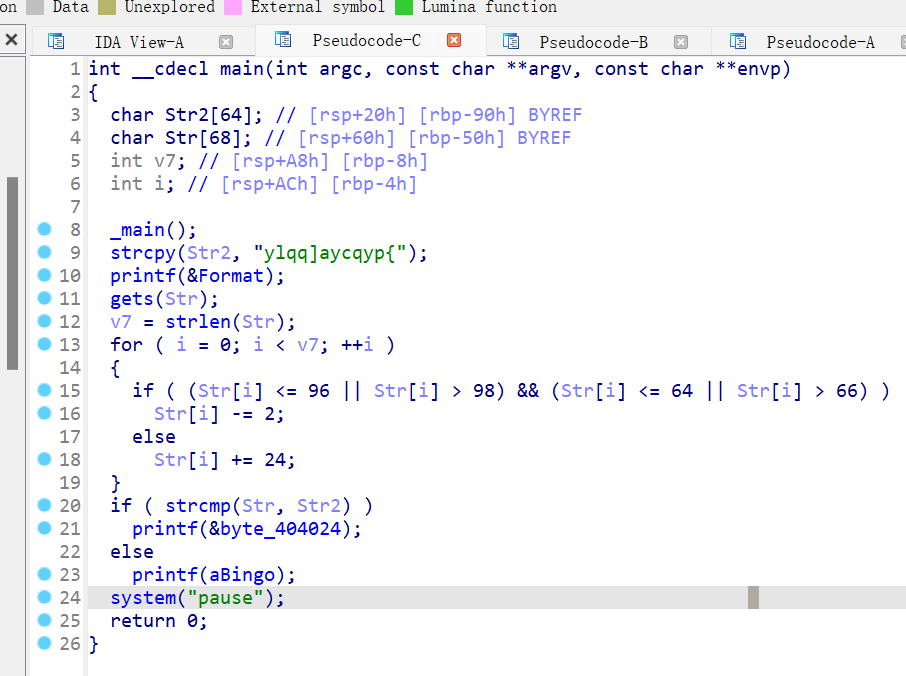 on Data Unexplored External symbol Lumina function
IDA View-A Pseudocode-C Pseudocode-B Pseudocode-A
1 int __cdecl main(int argc, const char **argv, const char **envp)
2 {
3 char Str2[64]; // [rsp+20h] [rbp-90h] BYREF
4 char Str[68]; // [rsp+60h] [rbp-50h] BYREF
5 int v7; // [rsp+A8h] [rbp-8h]
6 int i; // [rsp+ACh] [rbp-4h]
7
8 _main();
9 strcpy(Str2, "ylqq]aycqyp{");
10 printf(&Format);
11 gets(Str);
12 v7 = strlen(Str);
13 for ( i = 0; i < v7; ++i )
14 {
15 if ( (Str[i] <= 96 || Str[i] > 98) && (Str[i] <= 64 || Str[i] > 66) )
16 Str[i] -= 2;
17 else
18 Str[i] += 24;
19 }
20 if ( strcmp(Str, Str2) )
21 printf(&byte_404024);
22 else
23 printf(aBingo);
24 system("pause");
25 return 0;
26 }